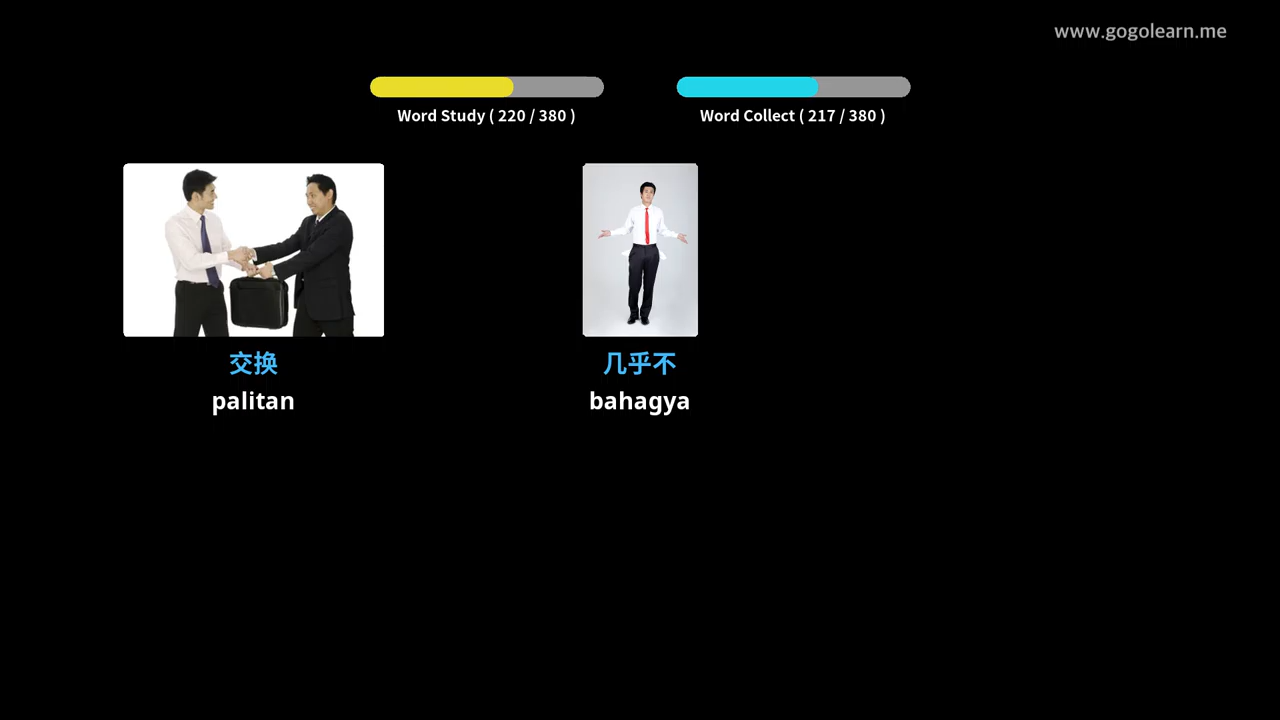 www.gogolearn.me
Word Study ( 220 / 380 )
Word Collect ( 217 / 380 )
交换
palitan
几乎不
bahagya